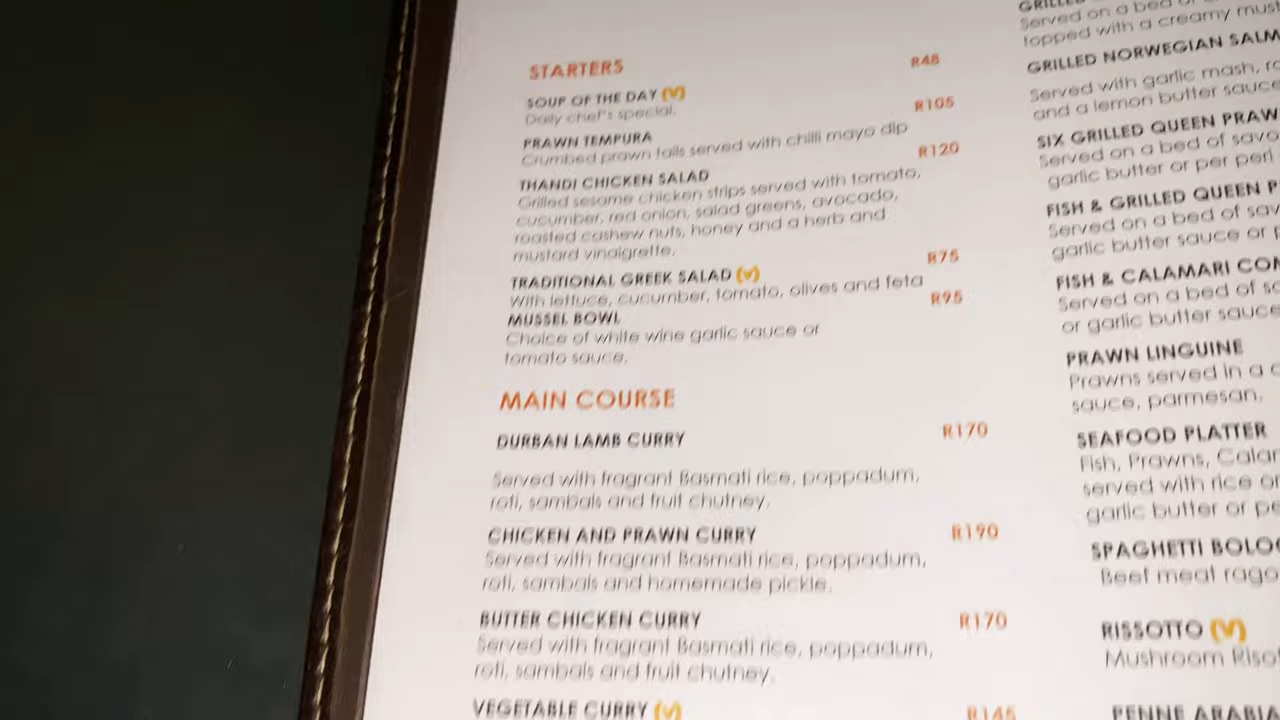 STARTERS
R48
SOUP OF THE DAY (V)
Daily chef's special.
R105
PRAWN TEMPURA
Crumbed prawn tails served with chilli mayo dip
R120
THANDI CHICKEN SALAD
Grilled sesame chicken strips served with tomato,
cucumber, red onion, salad greens, avocado,
roasted cashew nuts, honey and a herb and
mustard vinaigrette.
R75
TRADITIONAL GREEK SALAD (V)
With lettuce, cucumber, tomato, olives and feta
R95
MUSSEL BOWL
Choice of white wine garlic sauce or
tomato sauce.
MAIN COURSE
DURBAN LAMB CURRY R170
Served with fragrant Basmati rice, poppadum,
roti, sambals and fruit chutney.
CHICKEN AND PRAWN CURRY R190
Served with fragrant Basmati rice, poppadum,
roti, sambals and homemade pickle.
BUTTER CHICKEN CURRY R170
Served with fragrant Basmati rice, poppadum,
roti, sambals and fruit chutney.
VEGETABLE CURRY (V) R145
GRILLED
Served on a bed of
topped with a creamy
GRILLED NORWEGIAN
Served with garlic mash,
and a lemon butter sauce
SIX GRILLED QUEEN
Served on a bed of
garlic butter or per peri
FISH & GRILLED QUEEN
Served on a bed of
garlic butter sauce or
FISH & CALAMARI
Served on a bed of
or garlic butter sauce
PRAWN LINGUINE
Prawns served in a
sauce, parmesan.
SEAFOOD PLATTER
Fish, Prawns,
served with rice or
garlic butter or
SPAGHETTI
Beef meat
RISSOTTO (V)
Mushroom
PENNE